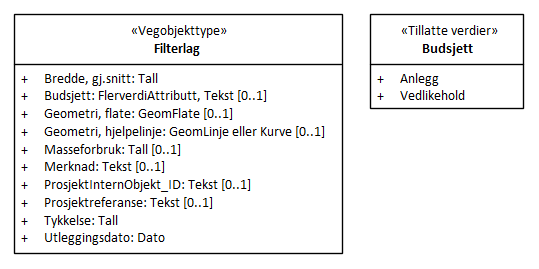 «Vegobjekttype»
Filterlag
+ Bredde, gj.snitt: Tall
+ Budsjett: FlerverdiAttributt, Tekst [0..1]
+ Geometri, flate: GeomFlate [0..1]
+ Geometri, hjelpelinje: GeomLinje eller Kurve [0..1]
+ Masseforbruk: Tall [0..1]
+ Merknad: Tekst [0..1]
+ ProsjektInternObjekt_ID: Tekst [0..1]
+ Prosjektreferanse: Tekst [0..1]
+ Tykkelse: Tall
+ Utleggingsdato: Dato
«Tillatte verdier»
Budsjett
+ Anlegg
+ Vedlikehold